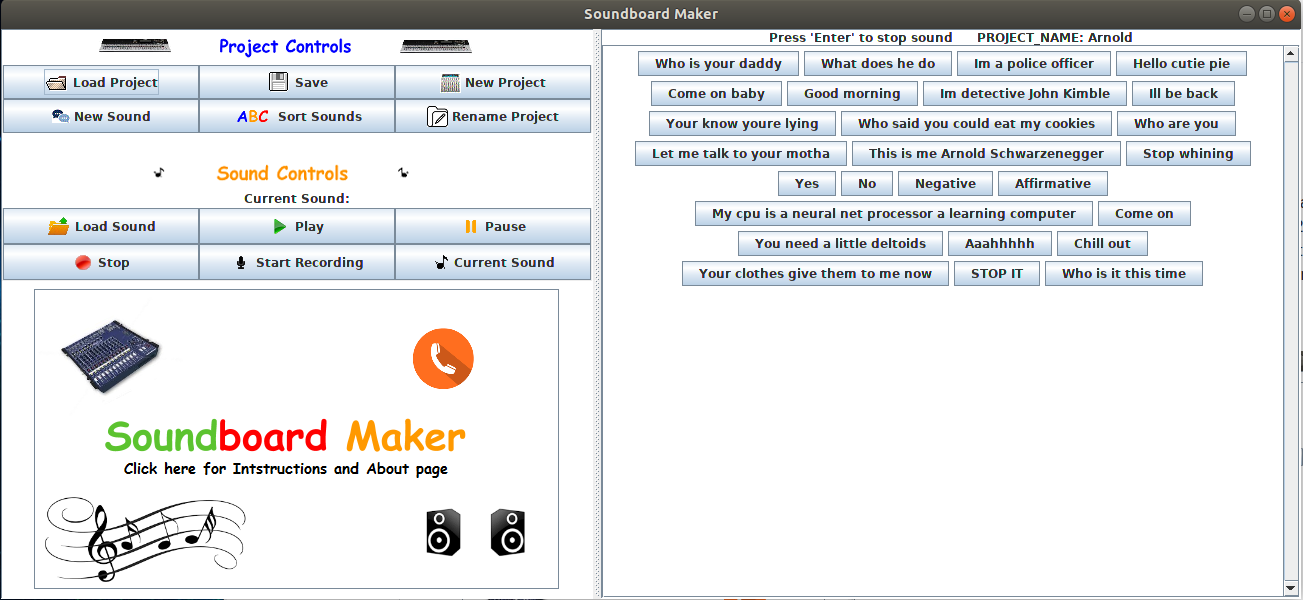 Soundboard Maker
Project Controls
Load Project Save New Project
New Sound ABC Sort Sounds Rename Project
Sound Controls
Current Sound:
Load Sound Play Pause
Stop Start Recording Current Sound
Soundboard Maker
Click here for Intstructions and About page
Press 'Enter' to stop sound PROJECT_NAME: Arnold
Who is your daddy What does he do Im a police officer Hello cutie pie
Come on baby Good morning Im detective John Kimble Ill be back
Your know youre lying Who said you could eat my cookies Who are you
Let me talk to your motha This is me Arnold Schwarzenegger Stop whining
Yes No Negative Affirmative
My cpu is a neural net processor a learning computer Come on
You need a little deltoids Aaahhhhh Chill out
Your clothes give them to me now STOP IT Who is it this time